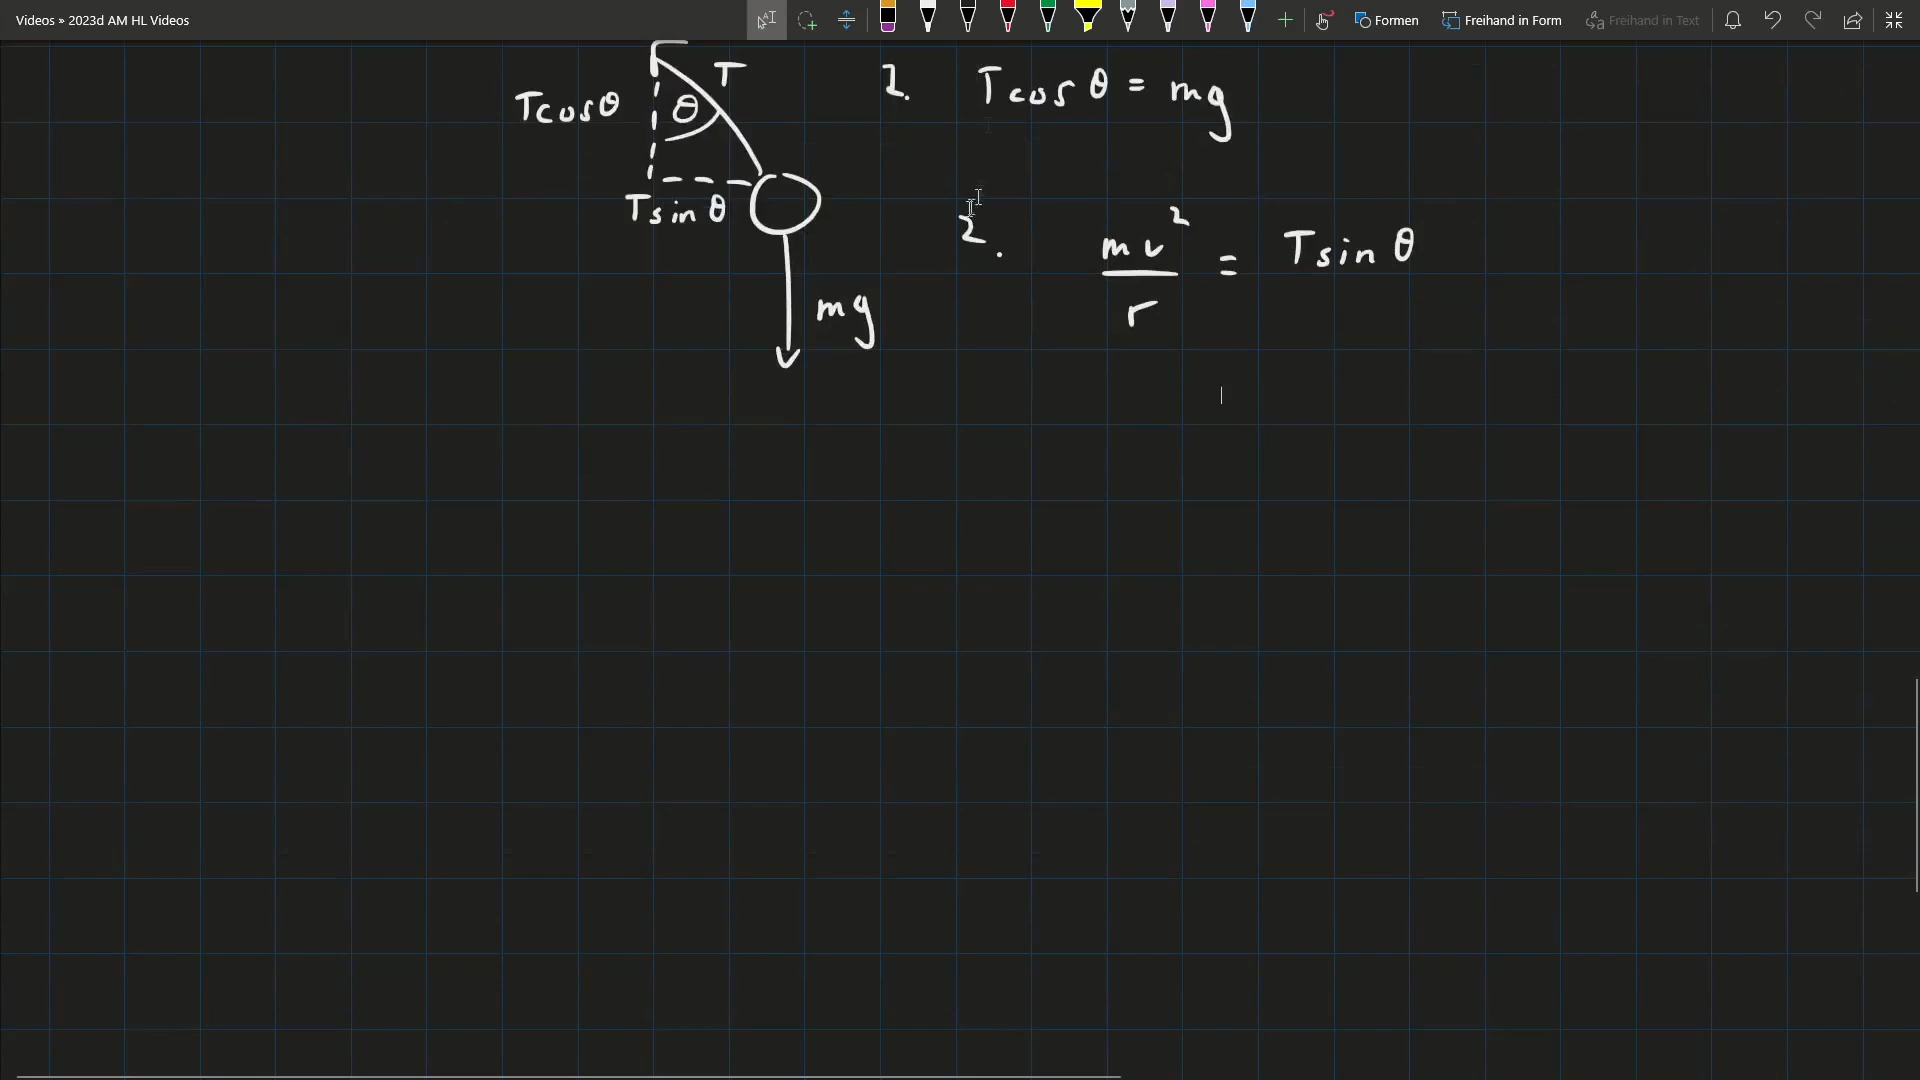 Videos » 2023d AM HL Videos
Formen
Freihand in Form
Freihand in Text
T
Tcosθ
θ
2. Tcosθ = mg
Tsinθ
2. mv²/r = Tsinθ
mg